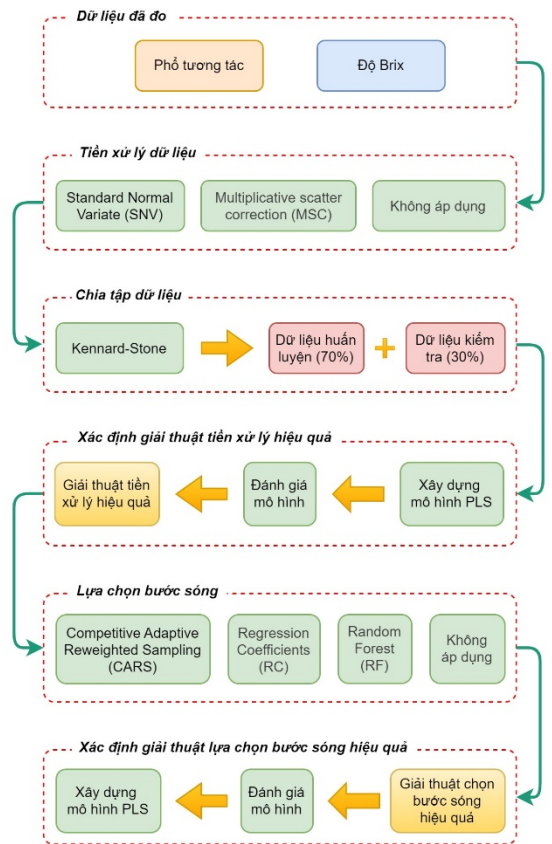 Dữ liệu đã đo
Phổ tương tác
Độ Brix
Tiền xử lý dữ liệu
Standard Normal
Variate (SNV)
Multiplicative scatter
correction (MSC)
Không áp dụng
Chia tập dữ liệu
Kennard-Stone
Dữ liệu huấn
luyện (70%)
+
Dữ liệu kiểm
tra (30%)
Xác định giải thuật tiền xử lý hiệu quả
Giải thuật tiền
xử lý hiệu quả
Đánh giá
mô hình
Xây dựng
mô hình PLS
Lựa chọn bước sóng
Competitive Adaptive
Reweighted Sampling
(CARS)
Regression
Coefficients
(RC)
Random
Forest
(RF)
Không
áp dụng
Xác định giải thuật lựa chọn bước sóng hiệu quả
Xây dựng
mô hình PLS
Đánh giá
mô hình
Giải thuật chọn
bước sóng
hiệu quả